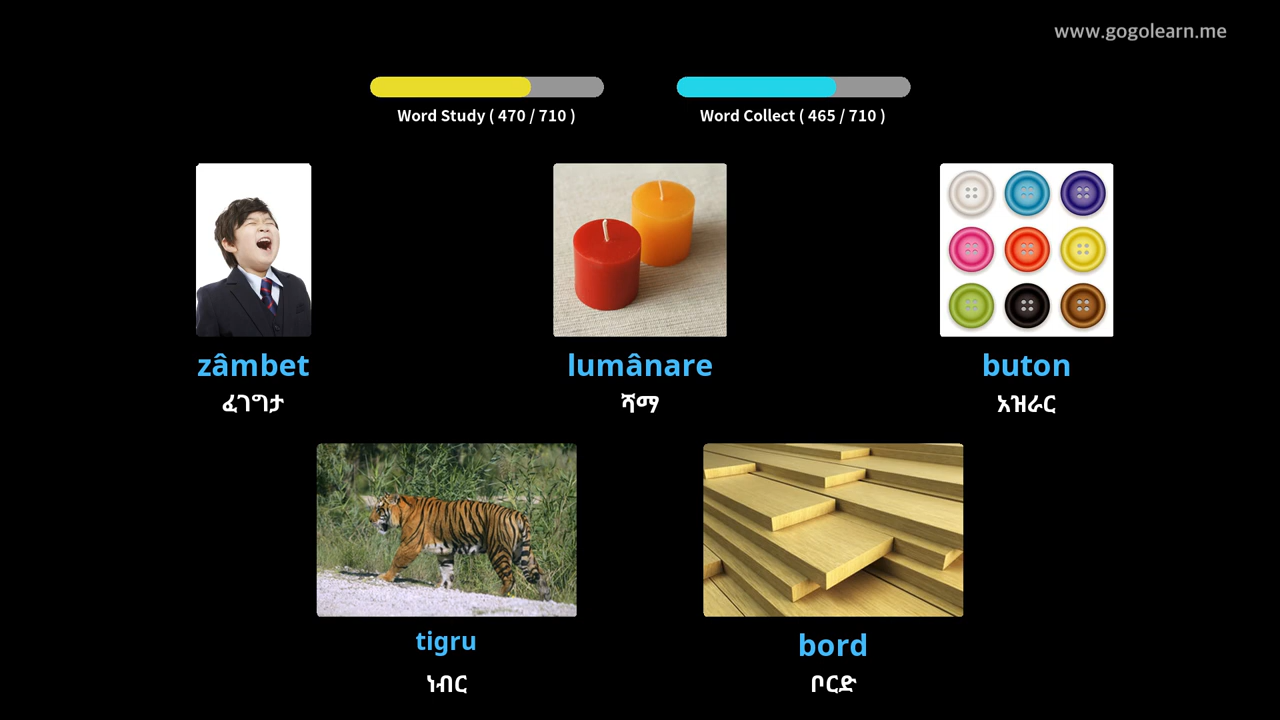 www.gogolearn.me
Word Study ( 470 / 710 )
Word Collect ( 465 / 710 )
zâmbet
ፈገግታ
lumânare
ሻማ
buton
አዝራር
tigru
ነብር
bord
ቦርድ